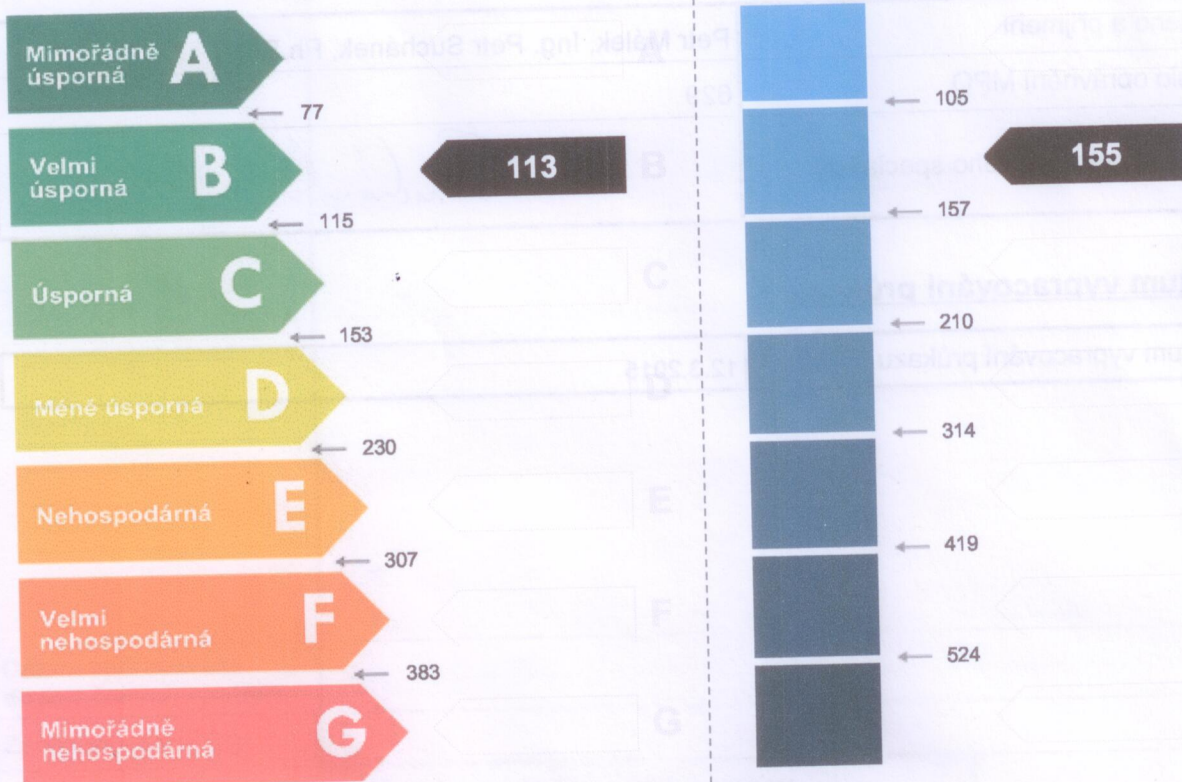 Mimořádně
úsporná
A
77
Velmi
úsporná
B
115
Úsporná
C
153
Méně úsporná
D
230
Nehospodárná
E
307
Velmi
nehospodárná
F
383
Mimořádně
nehospodárná
G
113
105
157
210
314
419
524
155